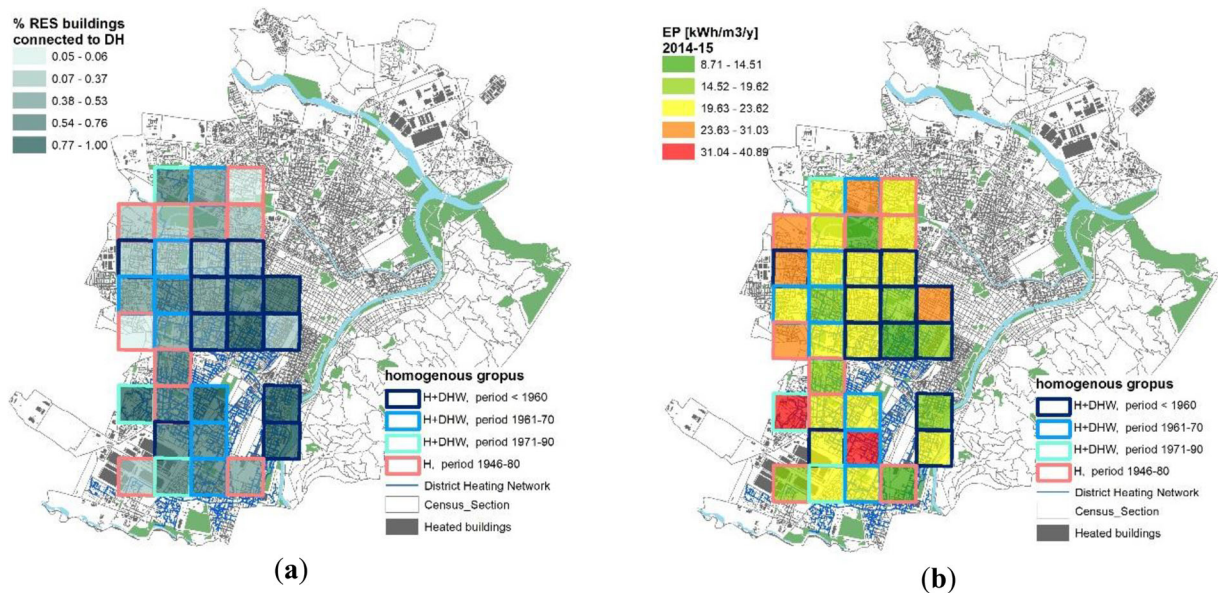 % RES buildings
connected to DH
0.05 - 0.06
0.07 - 0.37
0.38 - 0.53
0.54 - 0.76
0.77 - 1.00
homogenous gropus
H+DHW, period < 1960
H+DHW, period 1961-70
H+DHW, period 1971-90
H, period 1946-80
District Heating Network
Census_Section
Heated buildings
(a)
EP [kWh/m3/y]
2014-15
8.71 - 14.51
14.52 - 19.62
19.63 - 23.62
23.63 - 31.03
31.04 - 40.89
homogenous gropus
H+DHW, period < 1960
H+DHW, period 1961-70
H+DHW, period 1971-90
H, period 1946-80
District Heating Network
Census_Section
Heated buildings
(b)